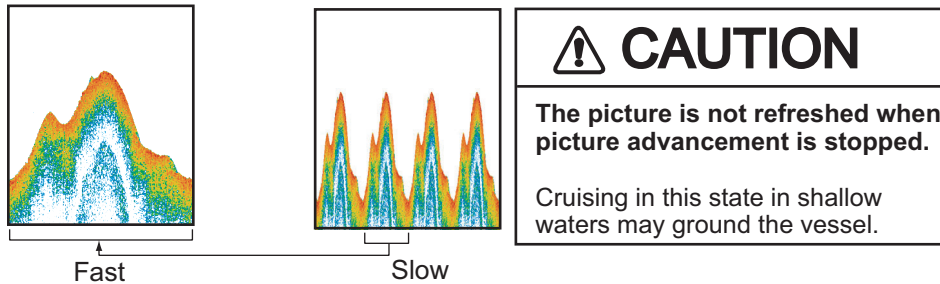 Fast
Slow
CAUTION
The picture is not refreshed when
picture advancement is stopped.
Cruising in this state in shallow
waters may ground the vessel.